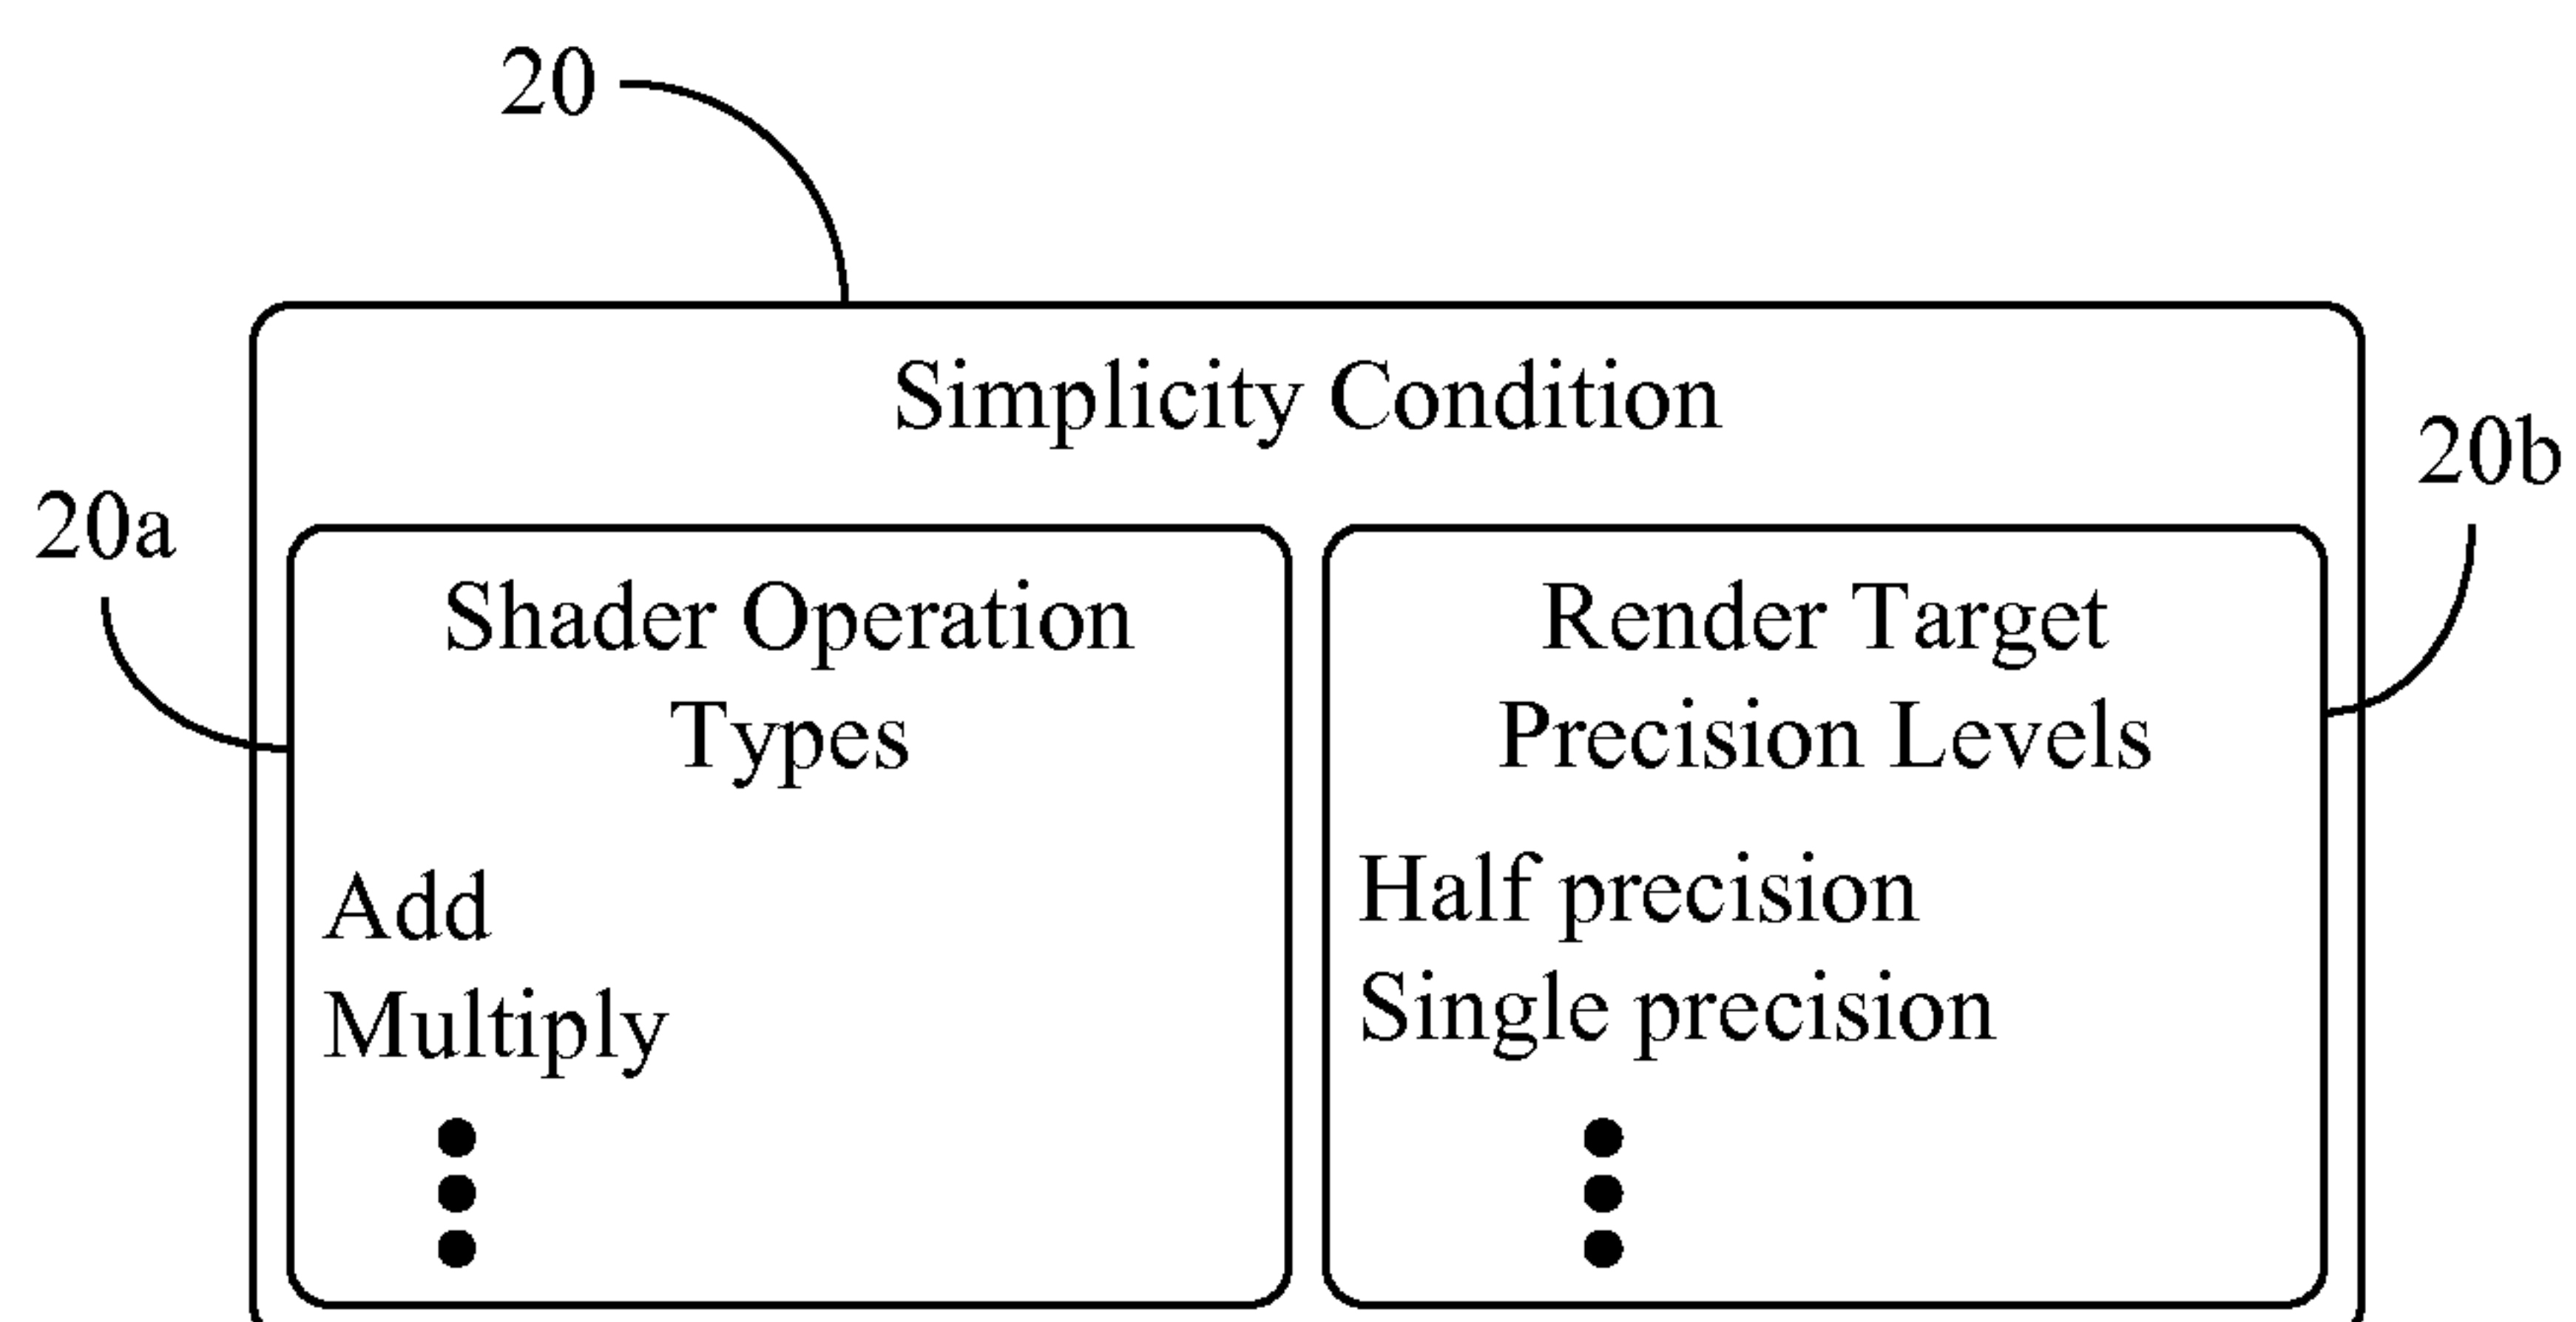 20
Simplicity Condition
20a
20b
Shader Operation
Types
Add
Multiply
Render Target
Precision Levels
Half precision
Single precision